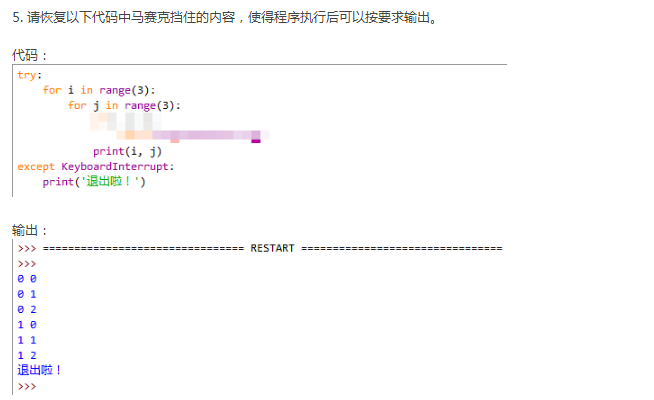 5. 请恢复以下代码中马赛克挡住的内容，使得程序执行后可以按要求输出。
代码：
try:
    for i in range(3):
        for j in range(3):
            print(i, j)
except KeyboardInterrupt:
    print('退出啦！')
输出：
>>> ================================ RESTART ================================
>>>
0 0
0 1
0 2
1 0
1 1
1 2
退出啦！
>>>